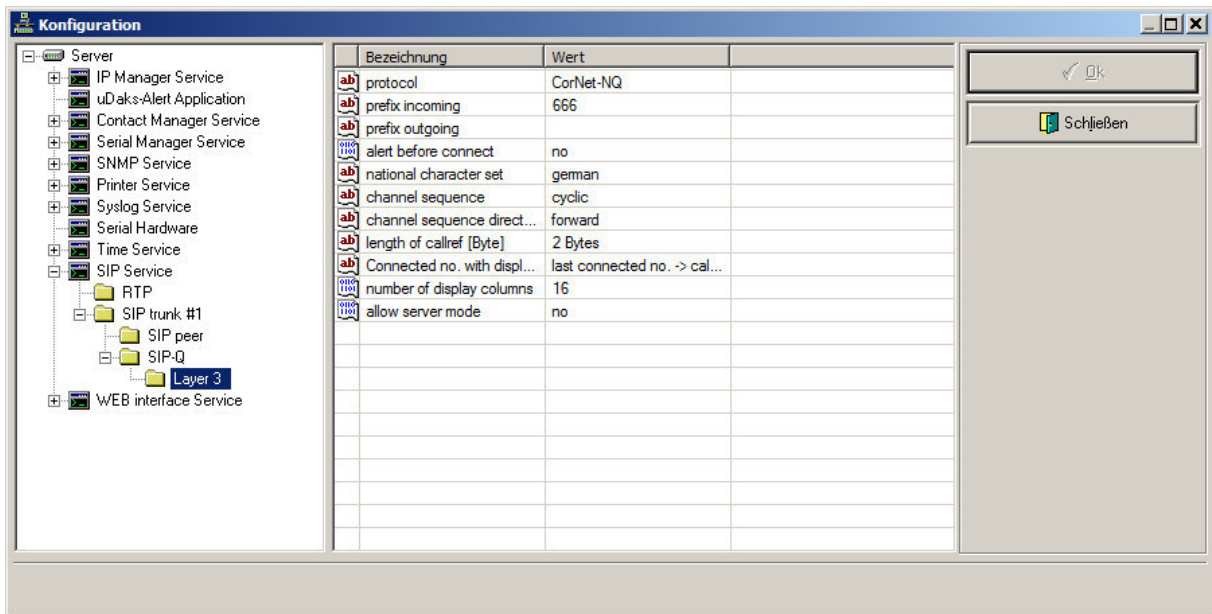 Konfiguration
Server
IP Manager Service
uDaks-Alert Application
Contact Manager Service
Serial Manager Service
SNMP Service
Printer Service
Syslog Service
Serial Hardware
Time Service
SIP Service
RTP
SIP trunk #1
SIP peer
SIP-Q
Layer 3
WEB interface Service
Bezeichnung Wert
protocol CorNet-NQ
prefix incoming 666
prefix outgoing
alert before connect no
national character set german
channel sequence cyclic
channel sequence direct... forward
length of callref [Byte] 2 Bytes
Connected no. with displ... last connected no. -> cal...
number of display columns 16
allow server mode no
Ok
Schließen